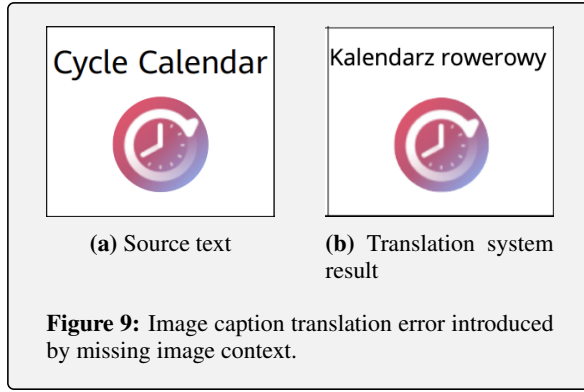 Cycle Calendar
Kalendarz rowerowy
(a) Source text
(b) Translation system
result
Figure 9: Image caption translation error introduced
by missing image context.